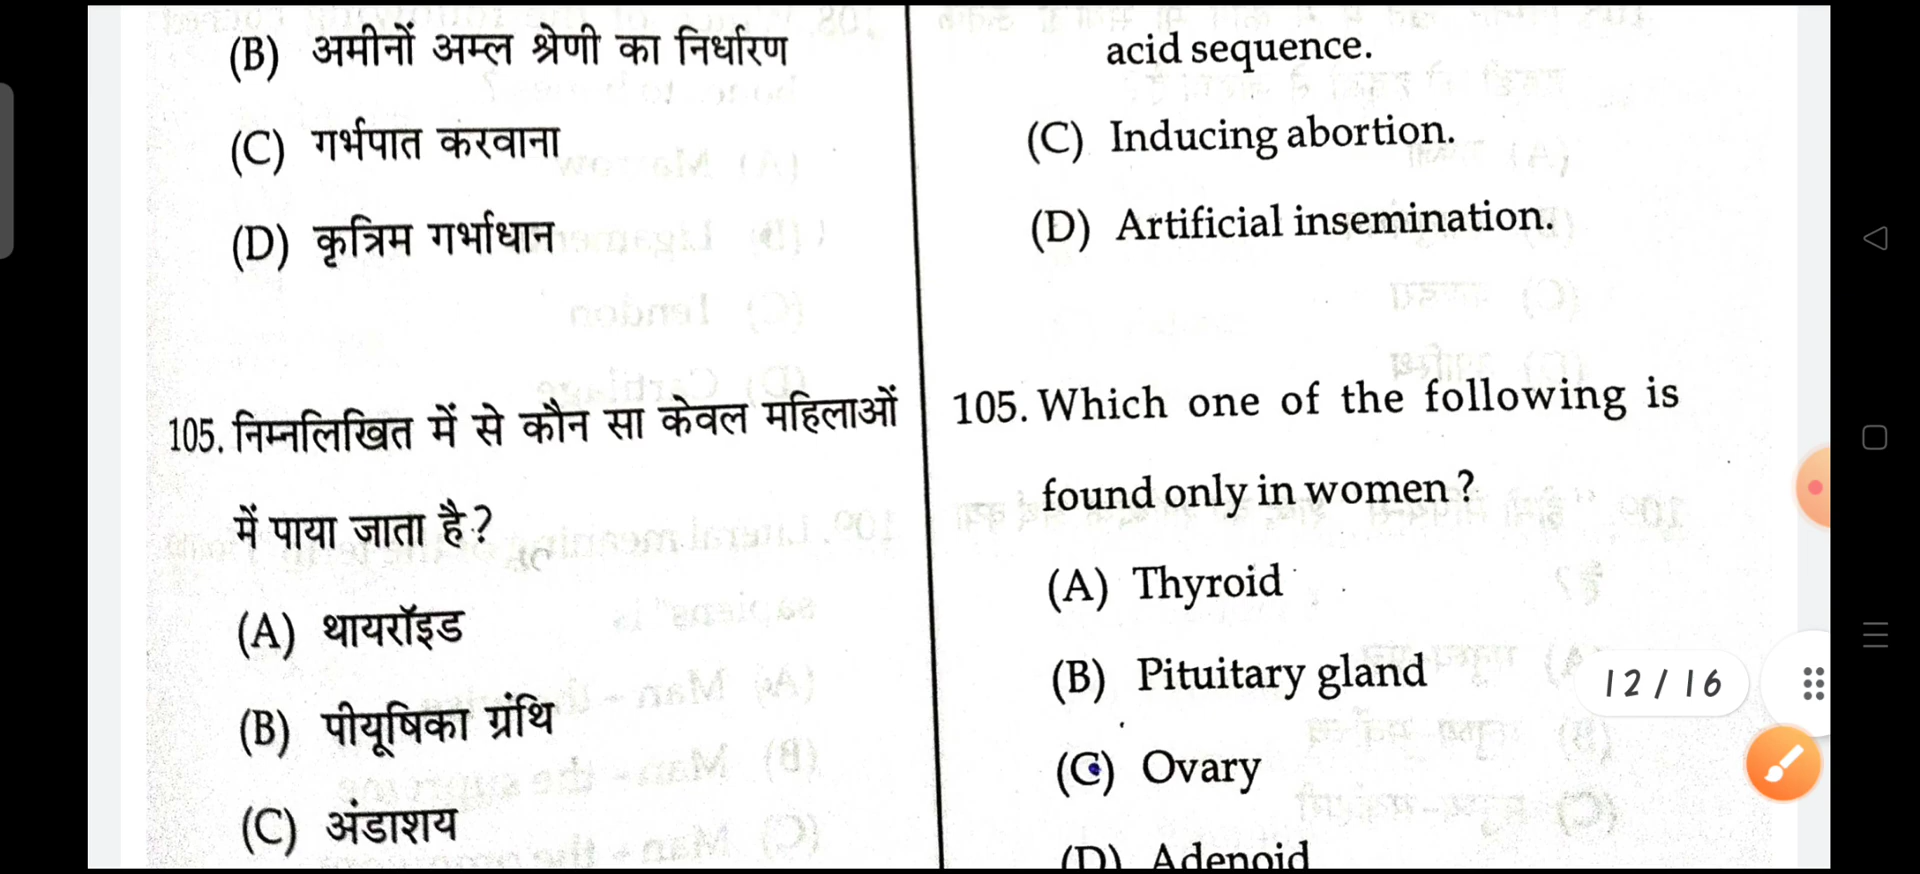 (B) अमीनों अम्ल श्रेणी का निर्धारण
(C) गर्भपात करवाना
(D) कृत्रिम गर्भाधान
105. निम्नलिखित में से कौन सा केवल महिलाओं
में पाया जाता है?
(A) थायरॉइड
(B) पीयूषिका ग्रंथि
(C) अंडाशय
acid sequence.
(C) Inducing abortion.
(D) Artificial insemination.
105. Which one of the following is
found only in women ?
(A) Thyroid
(B) Pituitary gland
(C) Ovary
(D) Adenoid
12 / 16